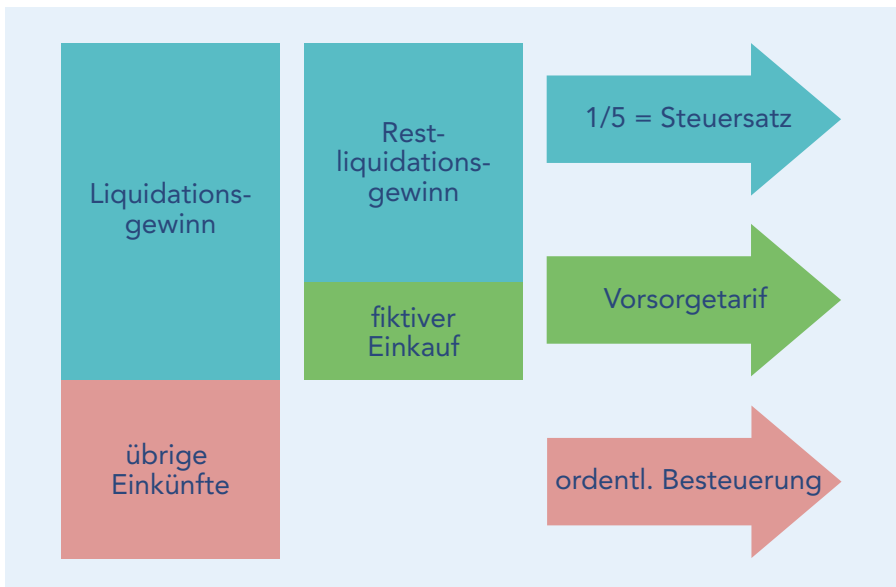 Liquidations-
gewinn
übrige
Einkünfte
Rest-
liquidations-
gewinn
fiktiver
Einkauf
1/5 = Steuersatz
Vorsorgetarif
ordentl. Besteuerung